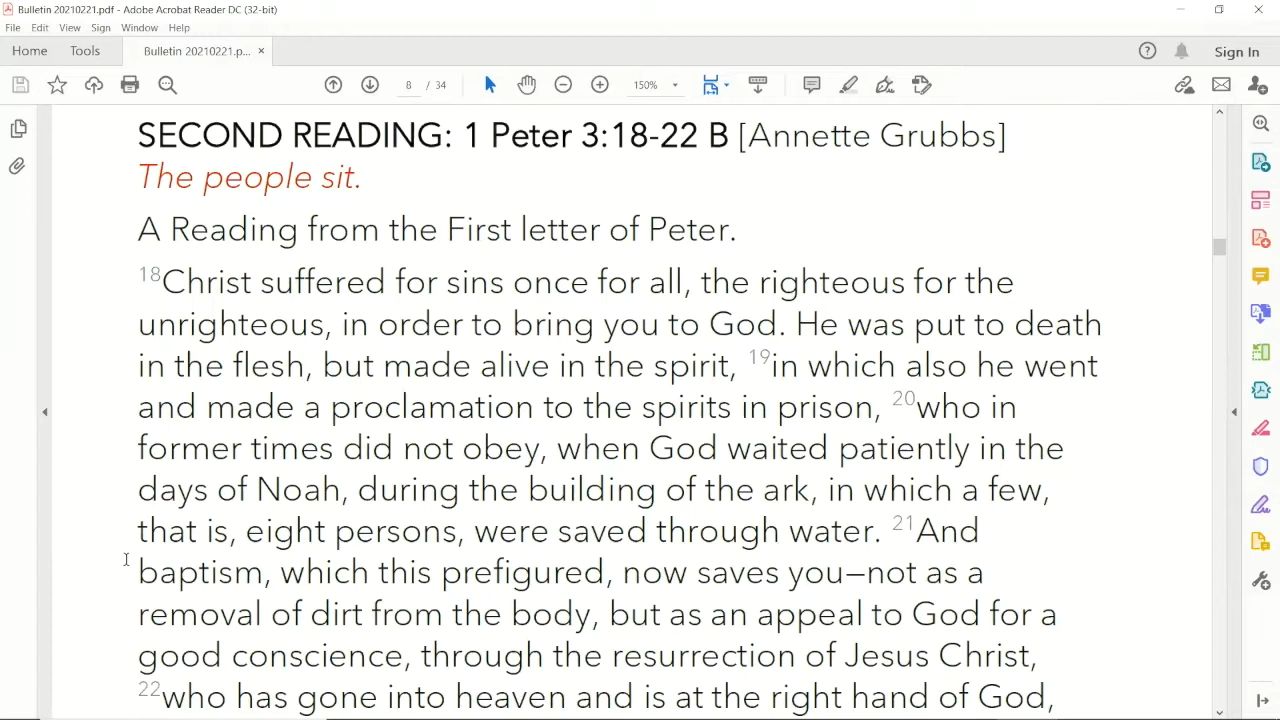 Bulletin 20210221.pdf - Adobe Acrobat Reader DC (32-bit)
File Edit View Sign Window Help
Home Tools Bulletin 20210221.p... × Sign In
8 / 34 150%
SECOND READING: 1 Peter 3:18-22 B [Annette Grubbs]
The people sit.
A Reading from the First letter of Peter.
18Christ suffered for sins once for all, the righteous for the
unrighteous, in order to bring you to God. He was put to death
in the flesh, but made alive in the spirit, 19in which also he went
and made a proclamation to the spirits in prison, 20who in
former times did not obey, when God waited patiently in the
days of Noah, during the building of the ark, in which a few,
that is, eight persons, were saved through water. 21And
baptism, which this prefigured, now saves you—not as a
removal of dirt from the body, but as an appeal to God for a
good conscience, through the resurrection of Jesus Christ,
22who has gone into heaven and is at the right hand of God,